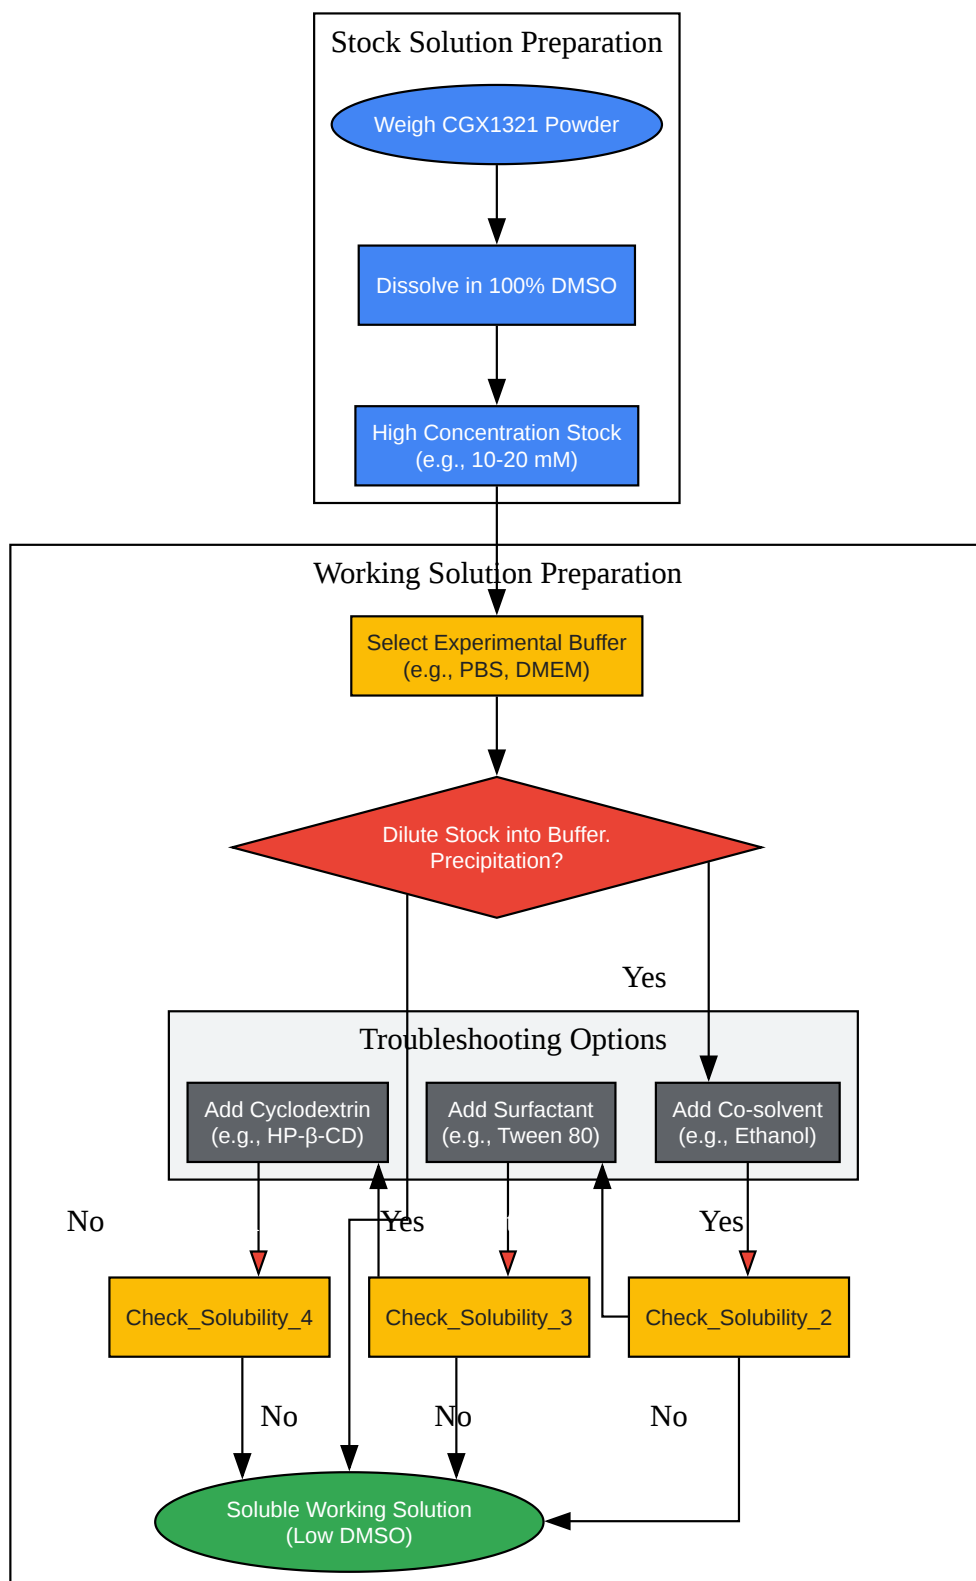 Stock Solution Preparation
Weigh CGX1321 Powder
Dissolve in 100% DMSO
High Concentration Stock
(e.g., 10-20 mM)
Working Solution Preparation
Select Experimental Buffer
(e.g., PBS, DMEM)
Dilute Stock into Buffer.
Precipitation?
Yes
Troubleshooting Options
Add Cyclodextrin
(e.g., HP-β-CD)
Add Surfactant
(e.g., Tween 80)
Add Co-solvent
(e.g., Ethanol)
No
Yes
Yes
Check_Solubility_4
Check_Solubility_3
Check_Solubility_2
No
No
No
Soluble Working Solution
(Low DMSO)